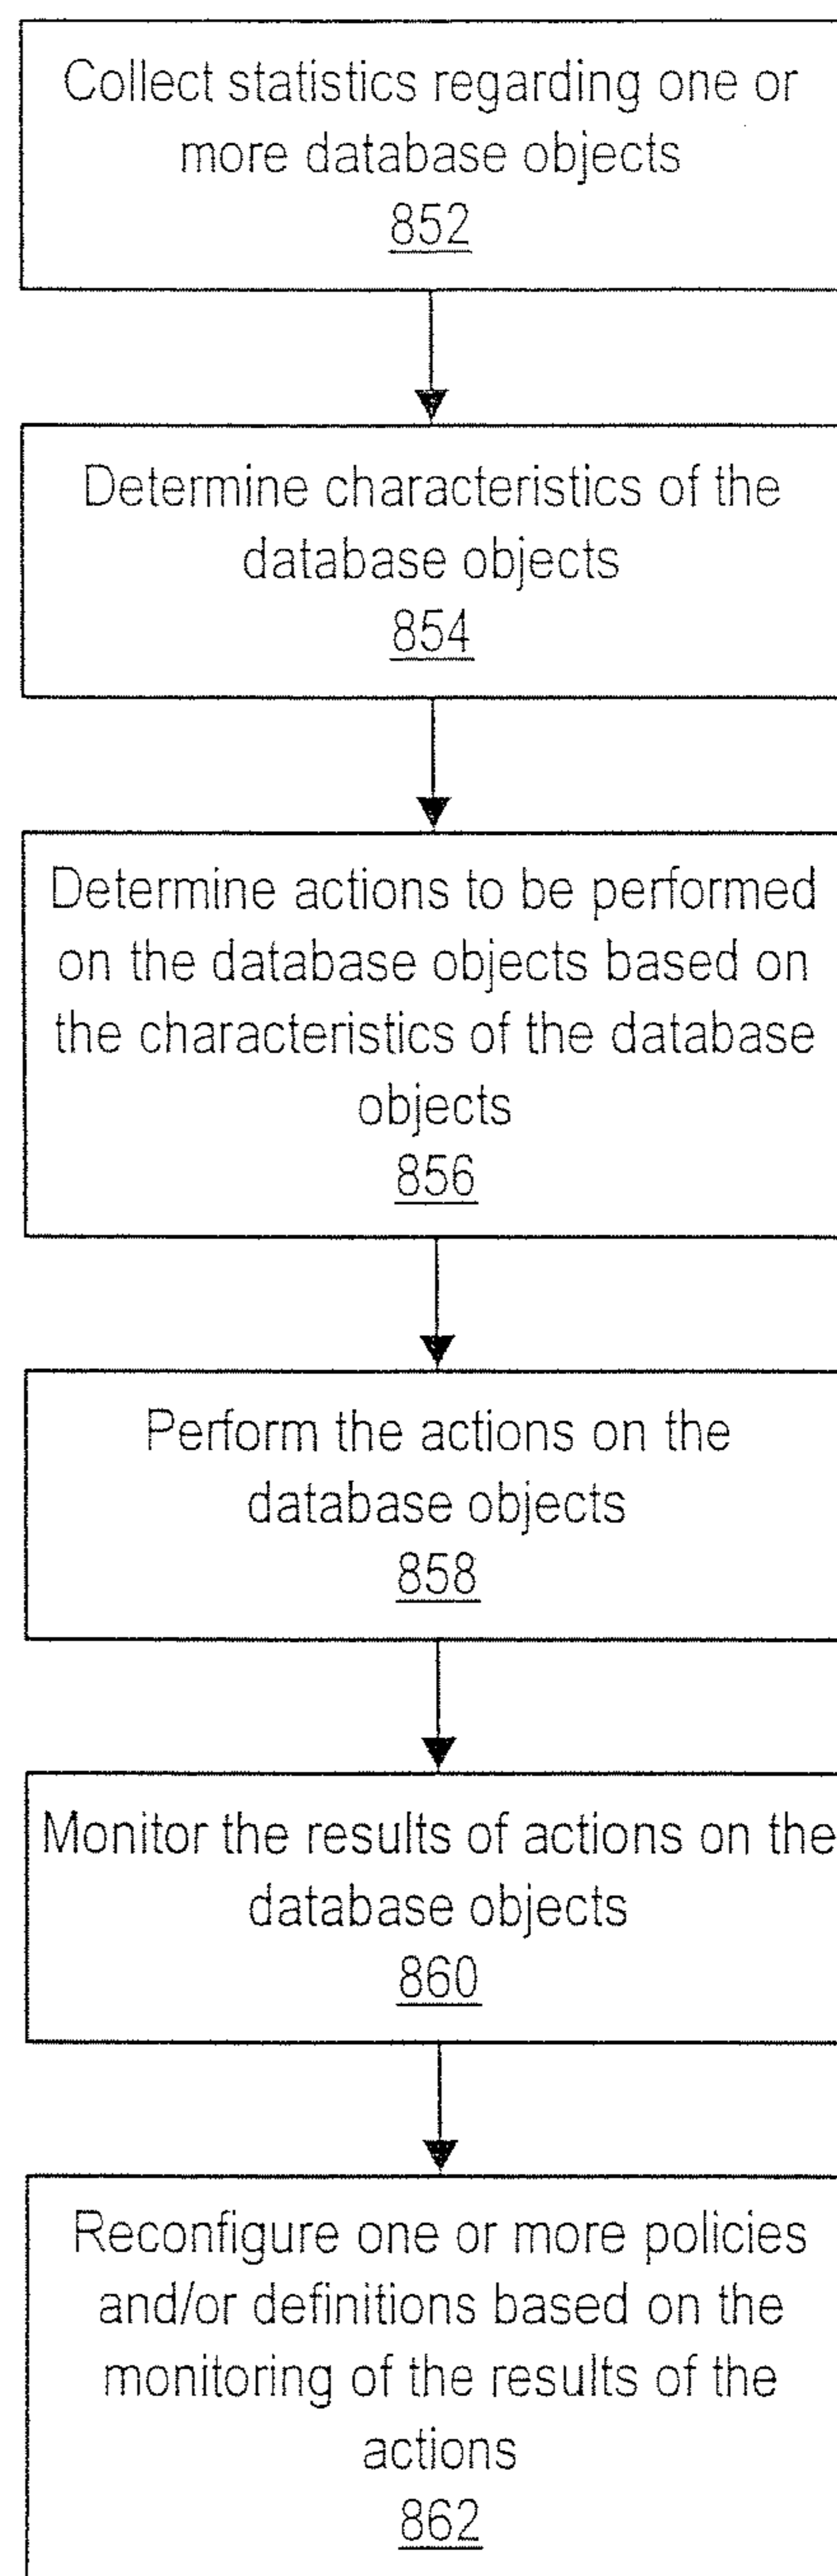 Collect statistics regarding one or
more database objects
852
Determine characteristics of the
database objects
854
Determine actions to be performed
on the database objects based on
the characteristics of the database
objects
856
Perform the actions on the
database objects
858
Monitor the results of actions on the
database objects
860
Reconfigure one or more policies
and/or definitions based on the
monitoring of the results of the
actions
862